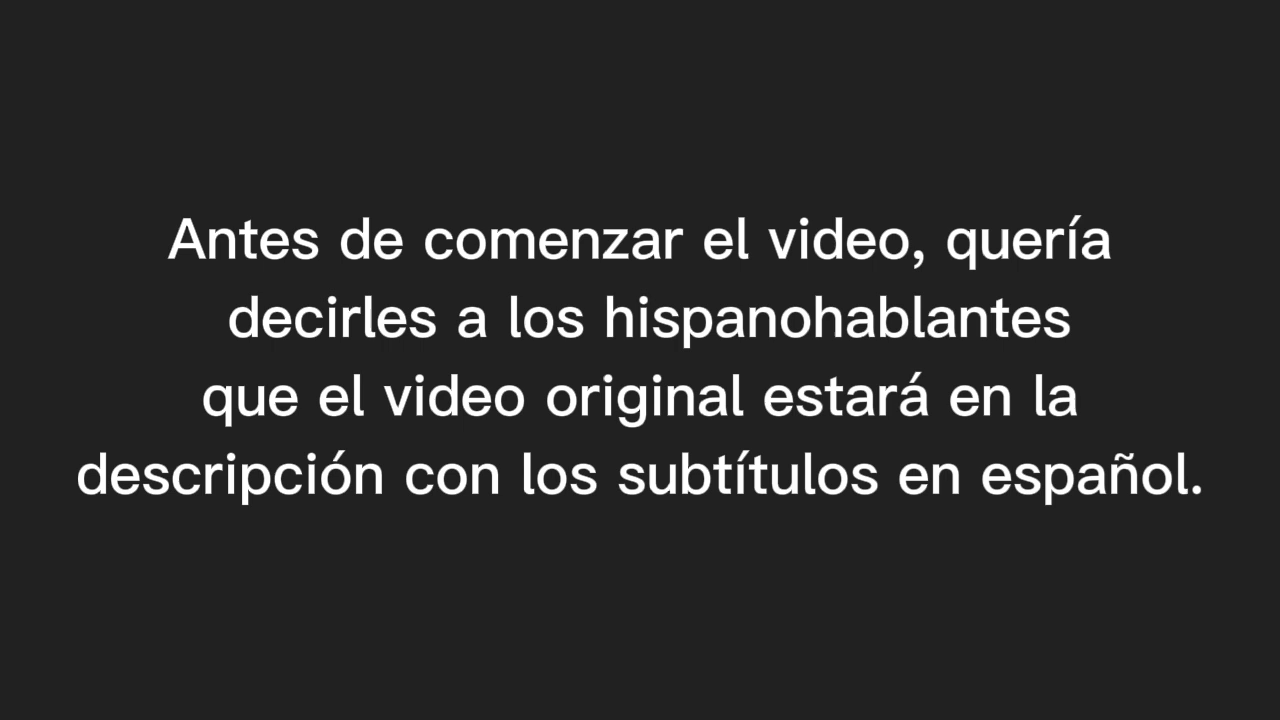 Antes de comenzar el video, quería
decirles a los hispanohablantes
que el video original estará en la
descripción con los subtítulos en español.